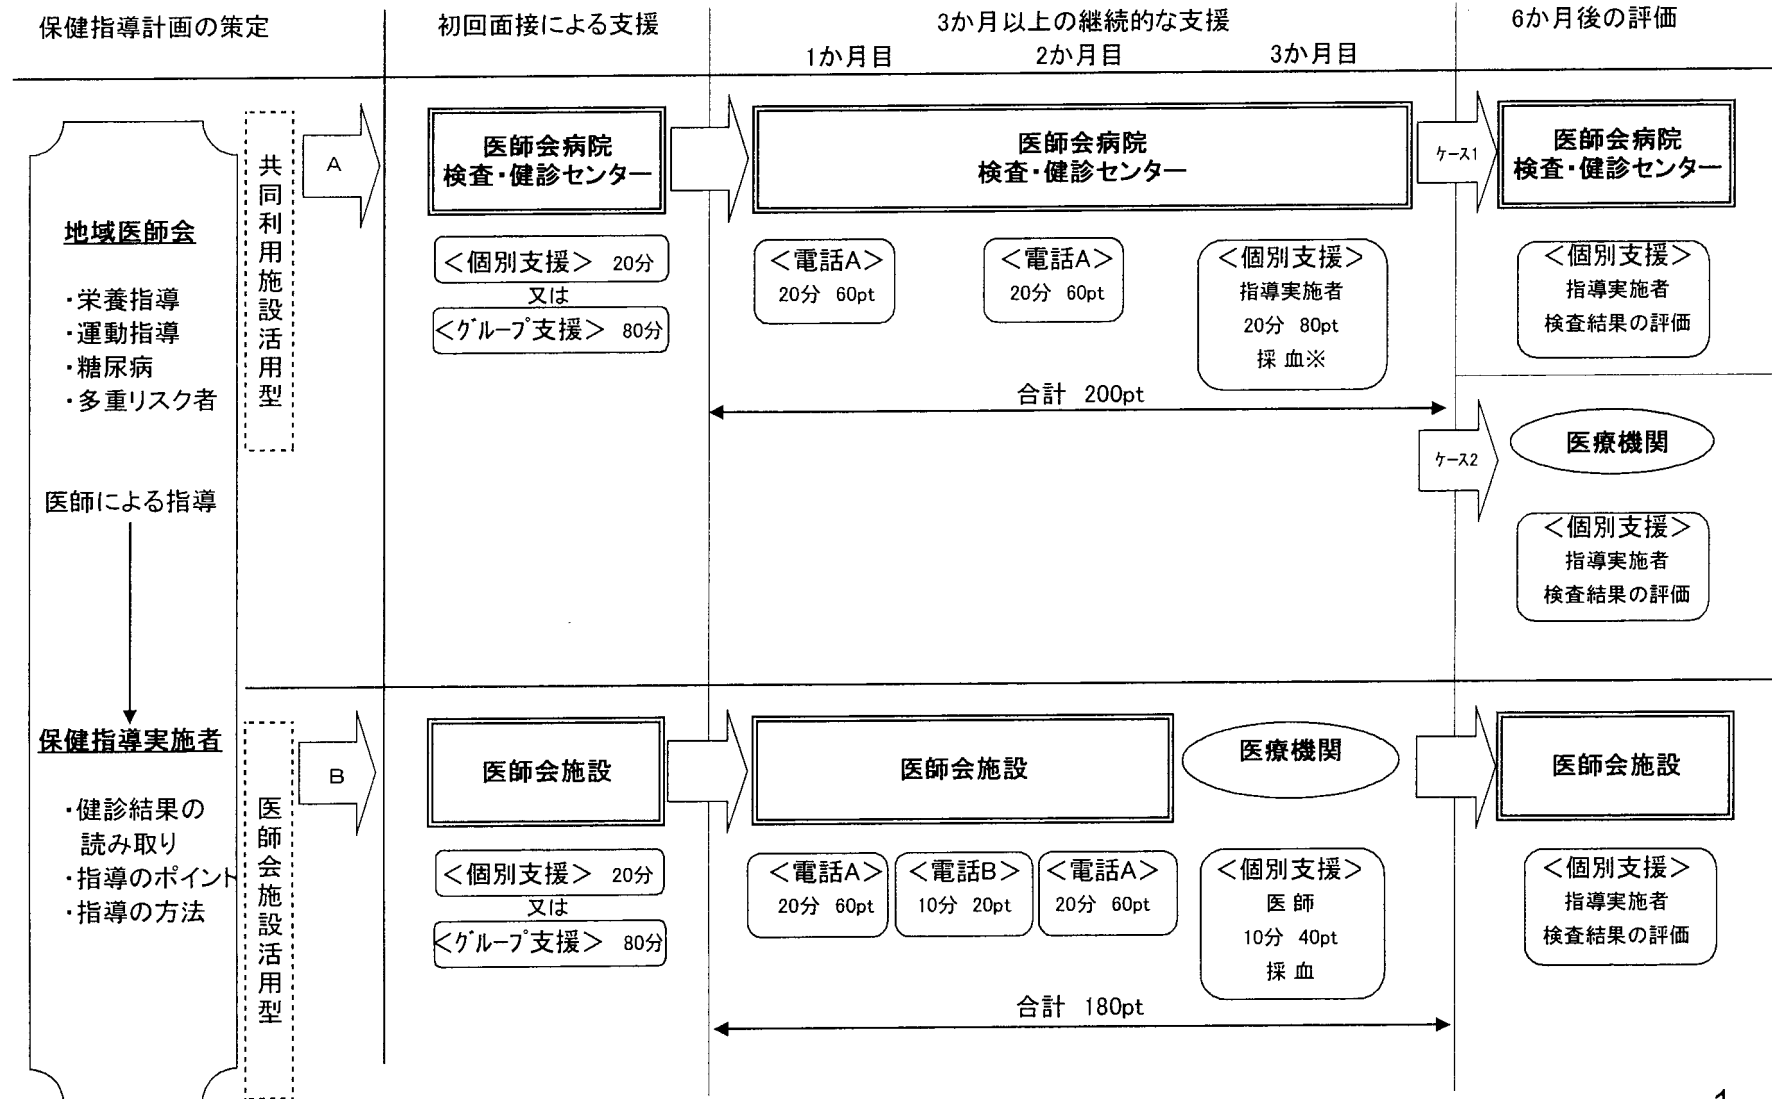 保健指導計画の策定
初回面接による支援
3か月以上の継続的な支援
1か月目
2か月目
3か月目
6か月後の評価
地域医師会
・栄養指導
・運動指導
・糖尿病
・多重リスク者
医師による指導
保健指導実施者
・健診結果の
読み取り
・指導のポイント
・指導の方法
共同利用施設活用型
A
医師会病院
検査・健診センター
<個別支援> 20分
又は
<グループ支援> 80分
医師会病院
検査・健診センター
<電話A>
20分 60pt
<電話A>
20分 60pt
<個別支援>
指導実施者
20分 80pt
採 血※
合計 200pt
ケース1
医師会病院
検査・健診センター
<個別支援>
指導実施者
検査結果の評価
ケース2
医療機関
<個別支援>
指導実施者
検査結果の評価
医師会施設活用型
B
医師会施設
<個別支援> 20分
又は
<グループ支援> 80分
医師会施設
<電話A>
20分 60pt
<電話B>
10分 20pt
<電話A>
20分 60pt
医療機関
<個別支援>
医 師
10分 40pt
採 血
合計 180pt
医師会施設
<個別支援>
指導実施者
検査結果の評価